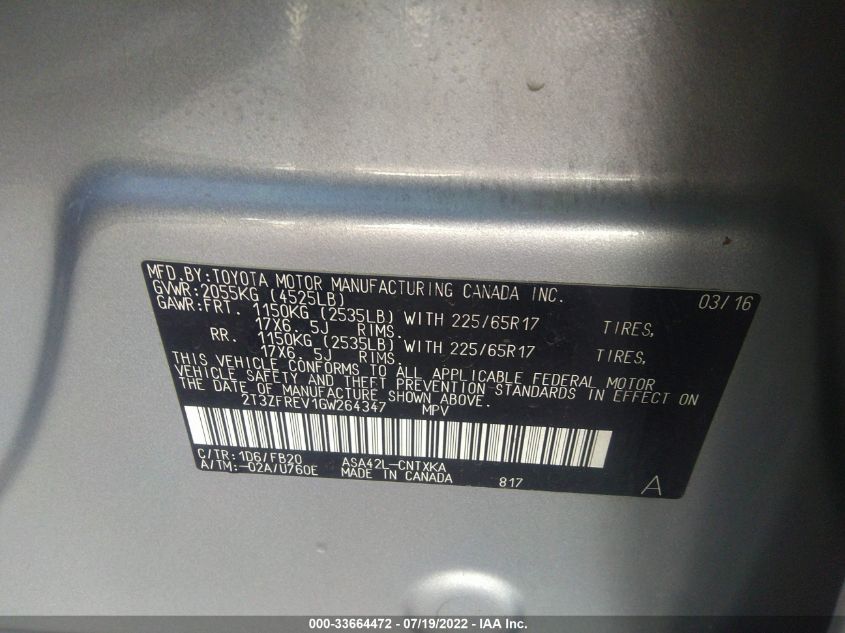 MFD.BY:TOYOTA MOTOR MANUFACTURING CANADA INC. 03/16
GVWR:2055KG (4525LB)
GAWR:FRT. 1150KG (2535LB) WITH 225/65R17 TIRES,
17X6.5J RIMS.
RR. 1150KG (2535LB) WITH 225/65R17 TIRES,
17X6.5J RIMS.
THIS VEHICLE CONFORMS TO ALL APPLICABLE FEDERAL MOTOR
VEHICLE SAFETY AND THEFT PREVENTION STANDARDS IN EFFECT ON
THE DATE OF MANUFACTURE SHOWN ABOVE.
2T3ZFREV1GW264347 MPV
C/TR:1D6/FB20 ASA42L-CNTXKA
A/TM:-02A/U760E MADE IN CANADA 817 A
000-33664472 - 07/19/2022 - IAA Inc.